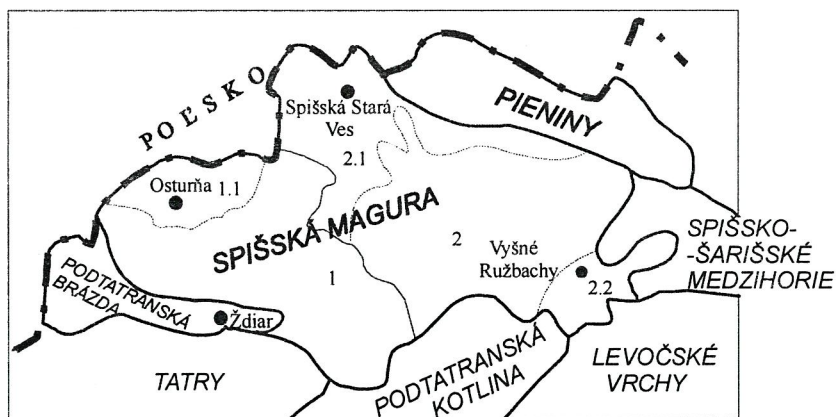 POĽSKO
Spišská Stará
Ves
PIENINY
2.1
Osturňa
1.1
SPIŠSKÁ MAGURA
SPIŠSKO-
-ŠARIŠSKÉ
MEDZIHORIE
2
Vyšné
Ružbachy
1
2.2
PODTATRANSKÁ
BRÁZDA
Ždiar
TATRY
PODTATRANSKÁ
KOTLINA
LEVOČSKÉ
VRCHY